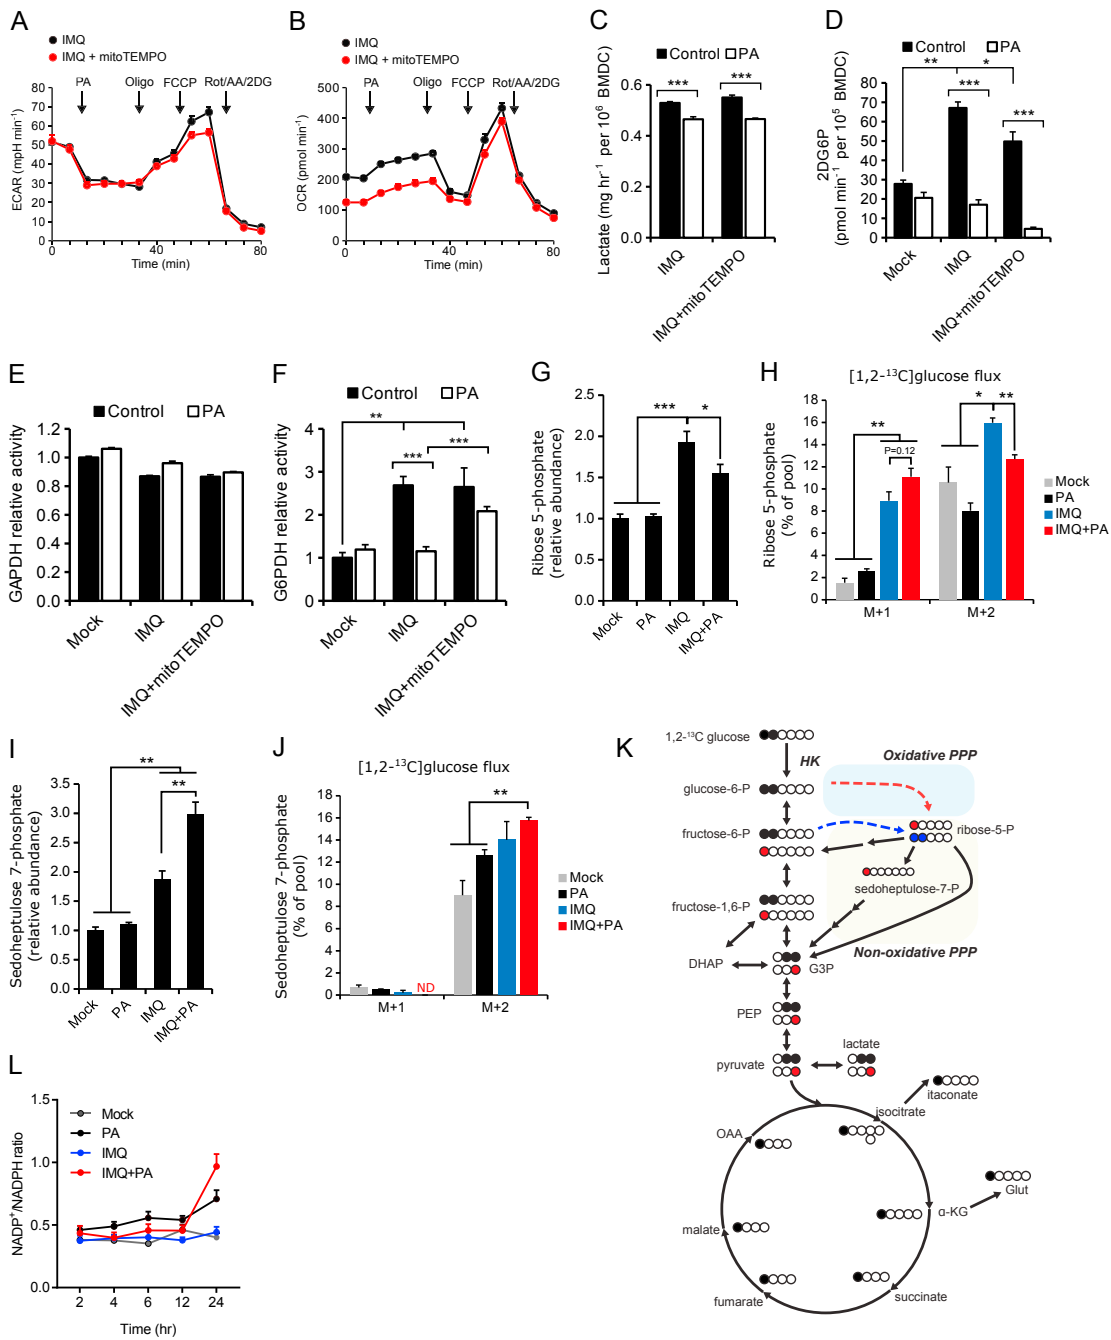 A
IMQ
IMQ + mitoTEMPO
PA
Oligo
FCCP
Rot/AA/2DG
ECAR (mpH min⁻¹)
80
70
60
50
40
30
20
10
0
0
40
80
Time (min)
B
IMQ
IMQ + mitoTEMPO
PA
Oligo
FCCP
Rot/AA/2DG
OCR (pmol min⁻¹)
500
400
300
200
100
0
0
40
80
Time (min)
C
Control
PA
Lactate (mg hr⁻¹ per 10⁶ BMDC)
0.6
0.3
0.0
***
***
IMQ
IMQ+mitoTEMPO
D
Control
PA
2DG6P
(pmol min⁻¹ per 10⁵ BMDC)
80
70
60
50
40
30
20
10
0
**
*
***
***
Mock
IMQ
IMQ+mitoTEMPO
E
Control
PA
GAPDH relative activity
1.2
1.0
0.8
0.6
0.4
0.2
0.0
Mock
IMQ
IMQ+mitoTEMPO
F
Control
PA
G6PDH relative activity
4
3
2
1
0
**
***
***
Mock
IMQ
IMQ+mitoTEMPO
G
Ribose 5-phosphate
(relative abundance)
2.5
2.0
1.5
1.0
0.5
0
***
*
Mock
PA
IMQ
IMQ+PA
H
[1,2-¹³C]glucose flux
Ribose 5-phosphate
(% of pool)
18
16
14
12
10
8
6
4
2
0
**
P=0.12
*
**
M+1
M+2
Mock
PA
IMQ
IMQ+PA
I
Sedoheptulose 7-phosphate
(relative abundance)
3.5
3.0
2.5
2.0
1.5
1.0
0.5
0
**
**
Mock
PA
IMQ
IMQ+PA
J
[1,2-¹³C]glucose flux
Sedoheptulose 7-phosphate
(% of pool)
18
16
14
12
10
8
6
4
2
0
ND
**
M+1
M+2
Mock
PA
IMQ
IMQ+PA
K
1,2-¹³C glucose
HK
Oxidative PPP
glucose-6-P
fructose-6-P
ribose-5-P
sedoheptulose-7-P
fructose-1,6-P
Non-oxidative PPP
DHAP
G3P
PEP
pyruvate
lactate
itaconate
isocitrate
OAA
Glut
α-KG
malate
succinate
fumarate
L
Mock
PA
IMQ
IMQ+PA
NADP⁺/NADPH ratio
1.5
1.0
0.5
0.0
2
4
6
12
24
Time (hr)